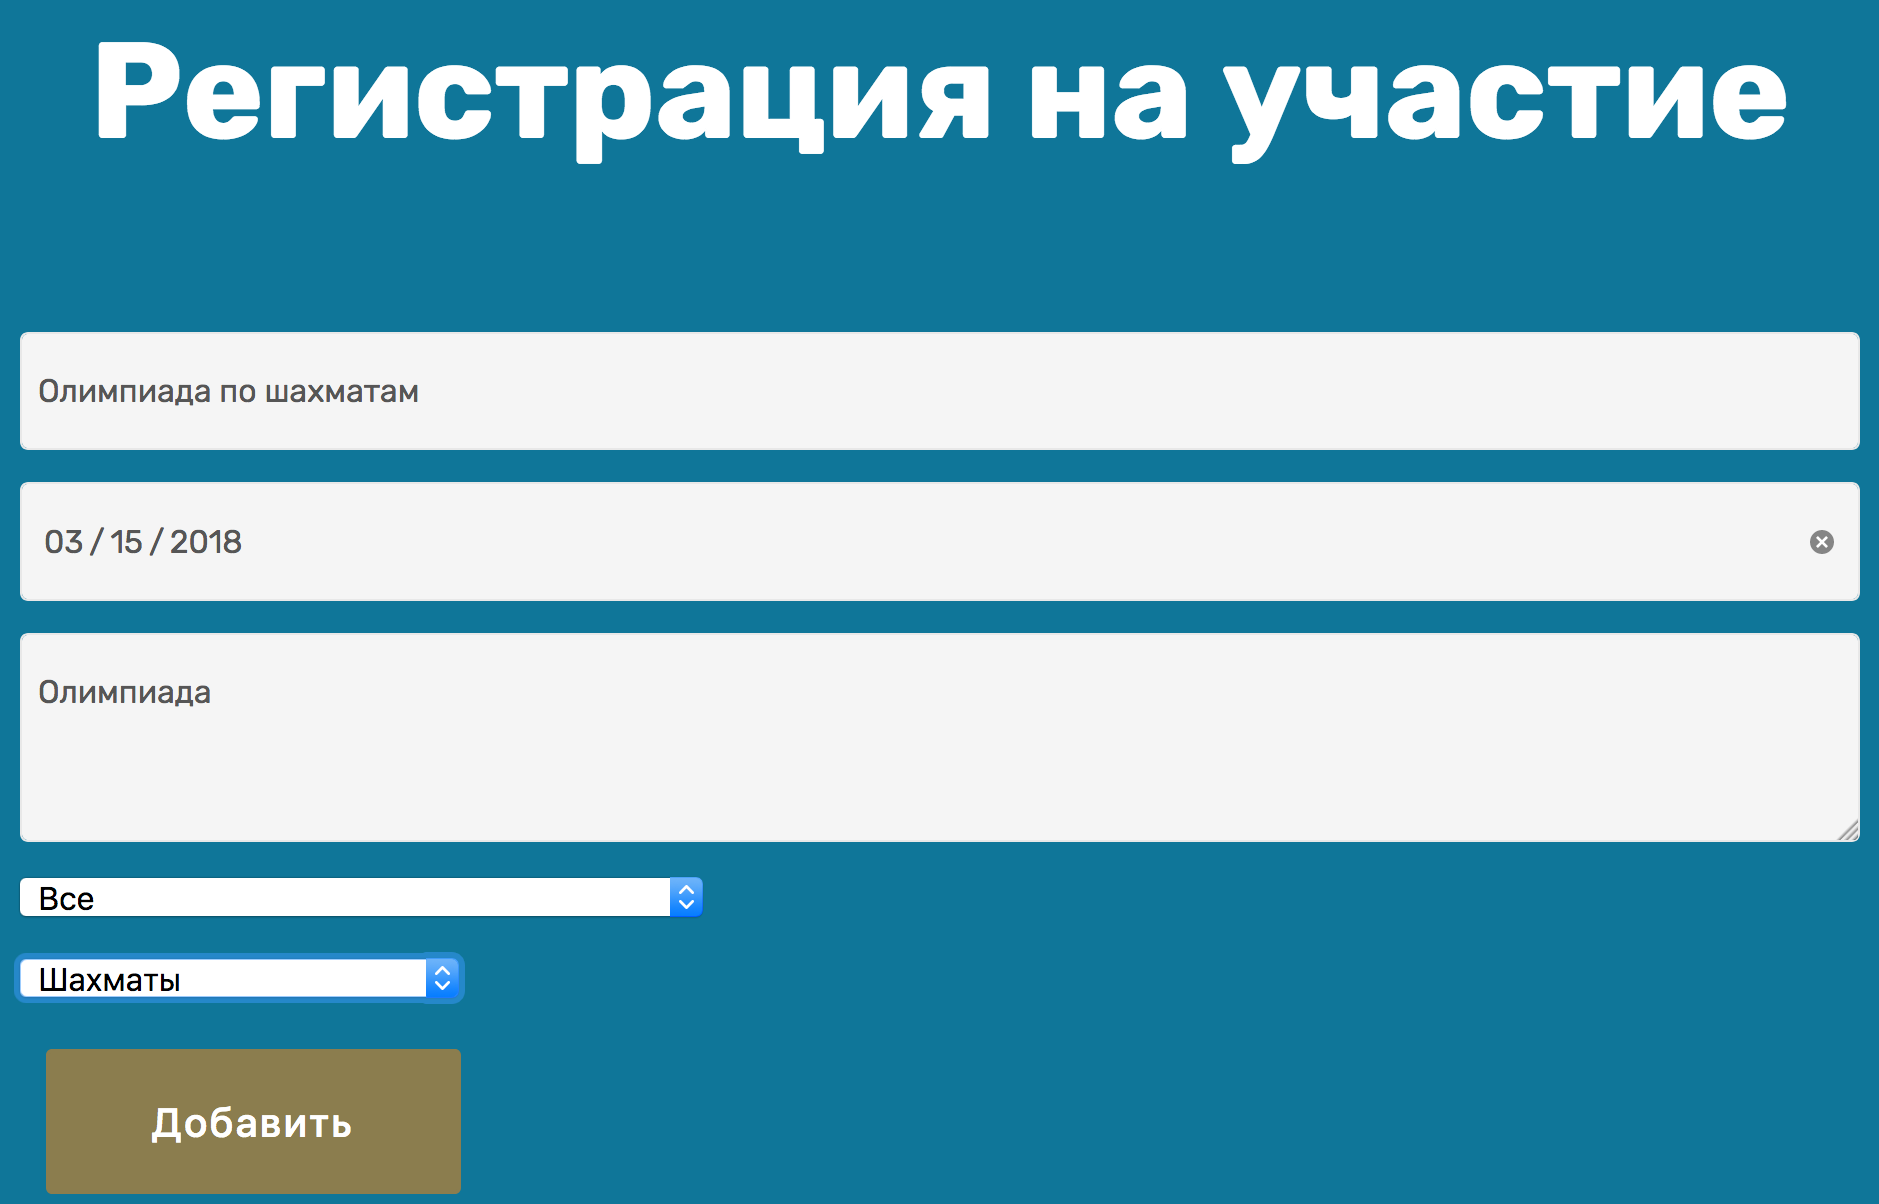 Регистрация на участие
Олимпиада по шахматам
03 / 15 / 2018
Олимпиада
Все
Шахматы
Добавить